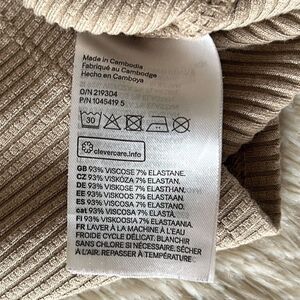 Made in Cambodia
Fabriqué au Cambodge
Hecho en Camboya
O/N 219304
P/N 1045419 5
30
clevercare.info
GB 93% VISCOSE 7% ELASTANE.
CZ 93% VISKÓZA 7% ELASTAN.
DE 93% VISKOSE 7% ELASTHAN.
EE 93% VISKOOS 7% ELASTAAN
ES 93% VISCOSA 7% ELASTANO.
cat 93% VISCOSA 7% ELASTÀ.
FI 93% VISKOOSIA 7% ELASTAANIA.
FR LAVER À LA MACHINE À L'EAU
FROIDE CYCLE DÉLICAT. BLANCHIR
SANS CHLORE SI NÉCESSAIRE. SÉCHER
À L'AIR. REPASSER À TEMPÉRATURE